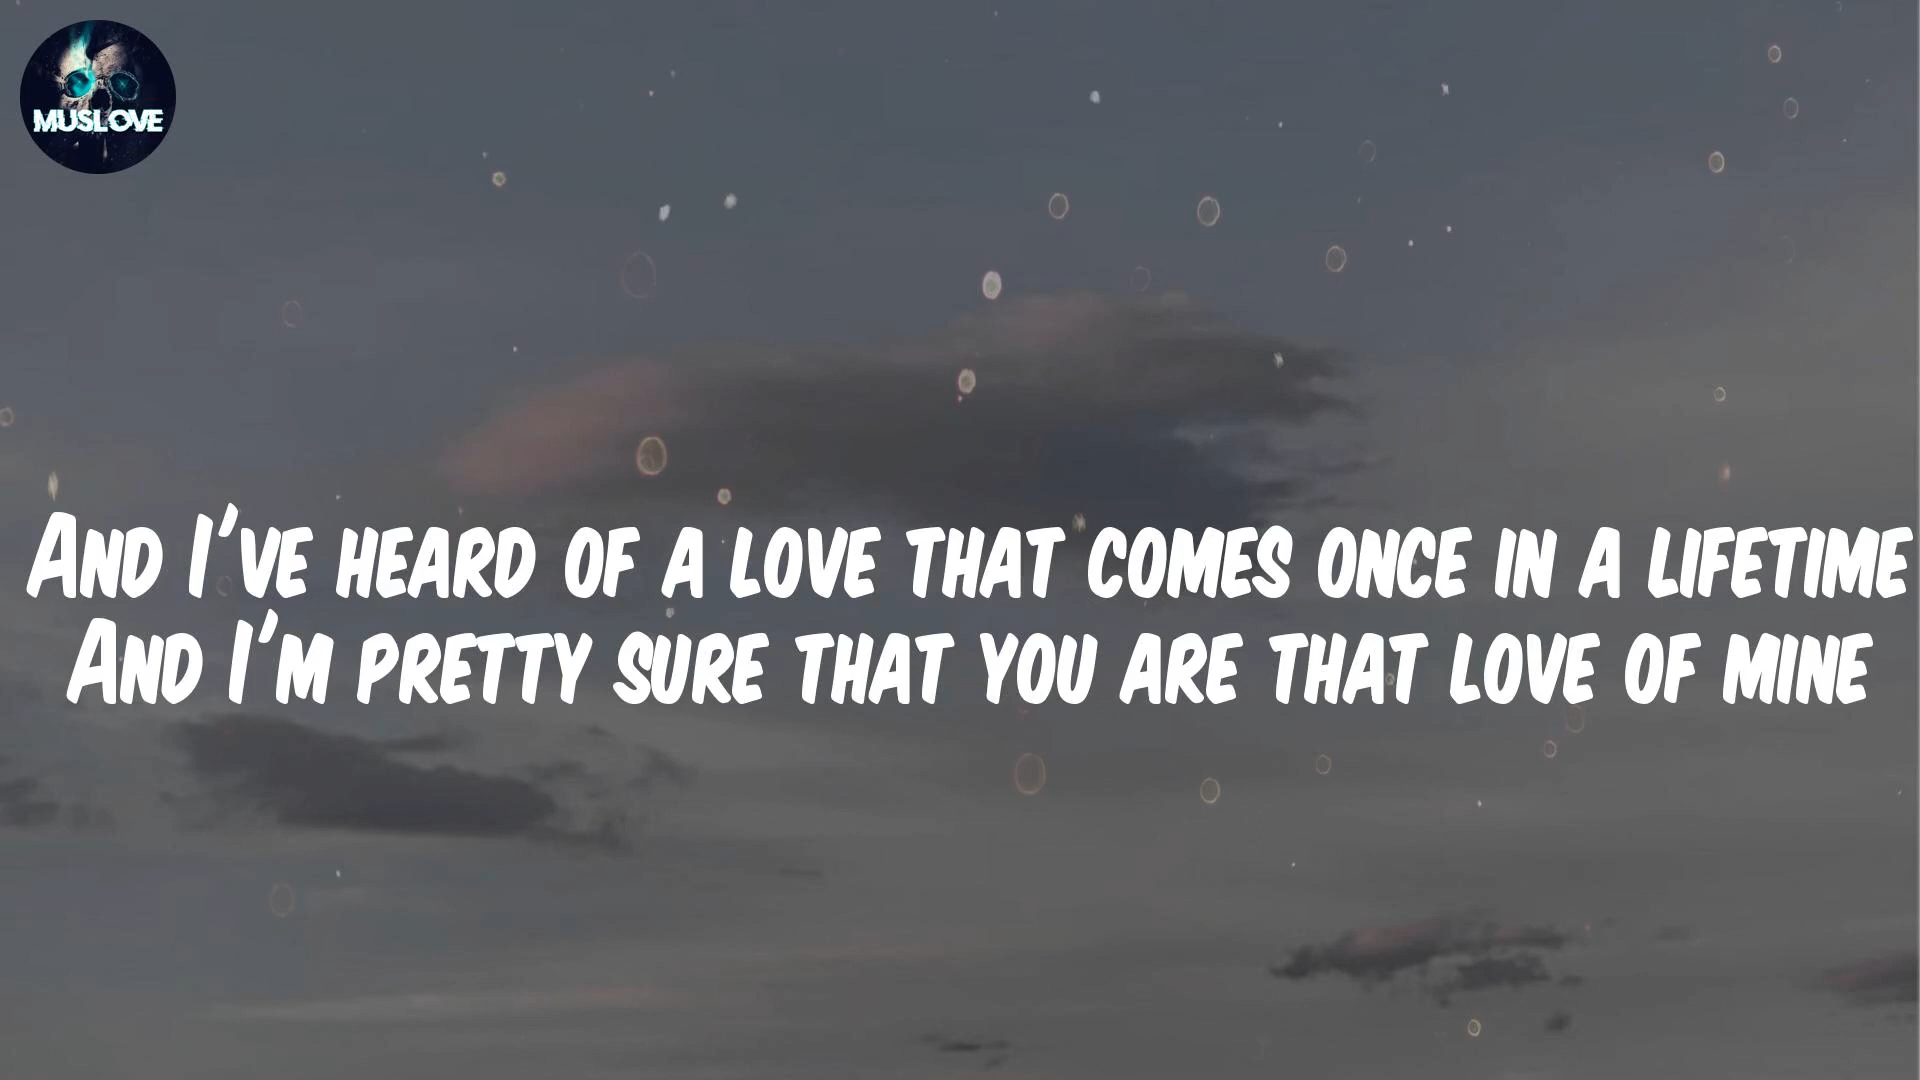 MUSLOVE
And I've heard of a love that comes once in a lifetime
And I'm pretty sure that you are that love of mine